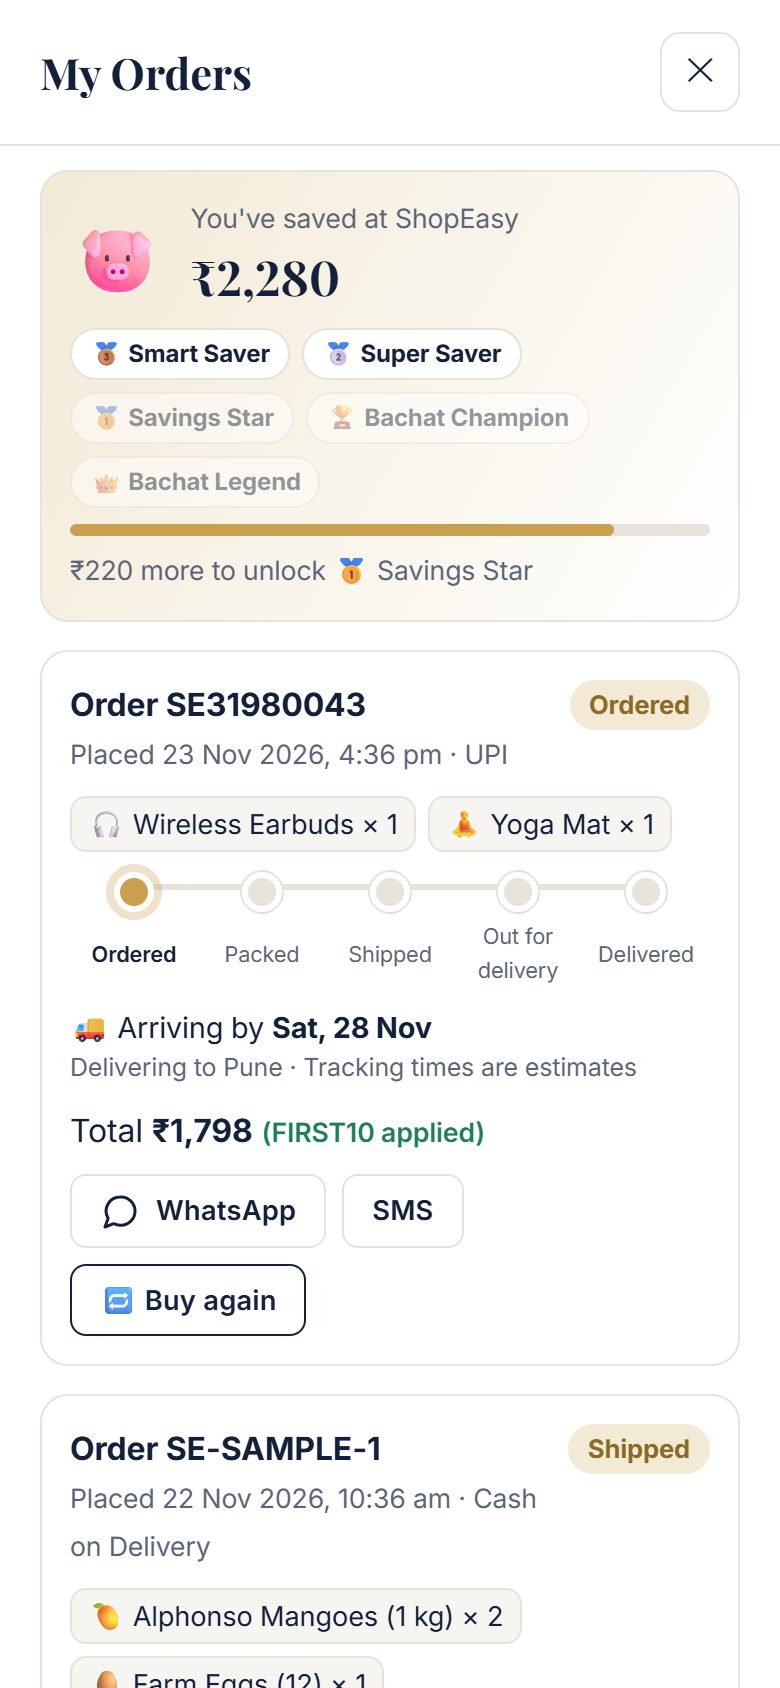 My Orders
You've saved at ShopEasy
₹2,280
Smart Saver
Super Saver
Savings Star
Bachat Champion
Bachat Legend
₹220 more to unlock 🥇 Savings Star
Order SE31980043
Ordered
Placed 23 Nov 2026, 4:36 pm · UPI
Wireless Earbuds × 1
Yoga Mat × 1
Ordered
Packed
Shipped
Out for
delivery
Delivered
Arriving by Sat, 28 Nov
Delivering to Pune · Tracking times are estimates
Total ₹1,798 (FIRST10 applied)
WhatsApp
SMS
Buy again
Order SE-SAMPLE-1
Shipped
Placed 22 Nov 2026, 10:36 am · Cash
on Delivery
Alphonso Mangoes (1 kg) × 2
Farm Eggs (12) × 1